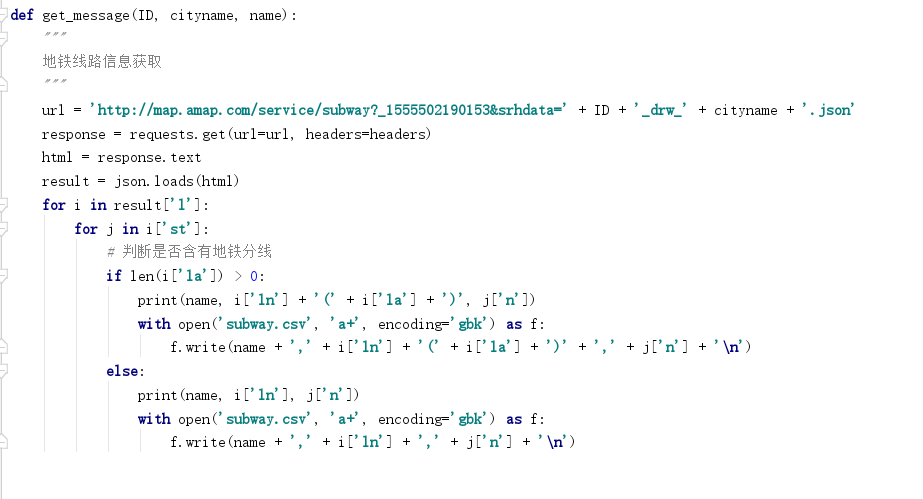 def get_message(ID, cityname, name):
    """
    地铁线路信息获取
    """
    url = 'http://map.amap.com/service/subway?_1555502190153&srhdata=' + ID + '_drw_' + cityname + '.json'
    response = requests.get(url=url, headers=headers)
    html = response.text
    result = json.loads(html)
    for i in result['l']:
        for j in i['st']:
            # 判断是否含有地铁分线
            if len(i['la']) > 0:
                print(name, i['ln'] + '(' + i['la'] + ')', j['n'])
                with open('subway.csv', 'a+', encoding='gbk') as f:
                    f.write(name + ',' + i['ln'] + '(' + i['la'] + ')' + ',' + j['n'] + '\n')
            else:
                print(name, i['ln'], j['n'])
                with open('subway.csv', 'a+', encoding='gbk') as f:
                    f.write(name + ',' + i['ln'] + ',' + j['n'] + '\n')